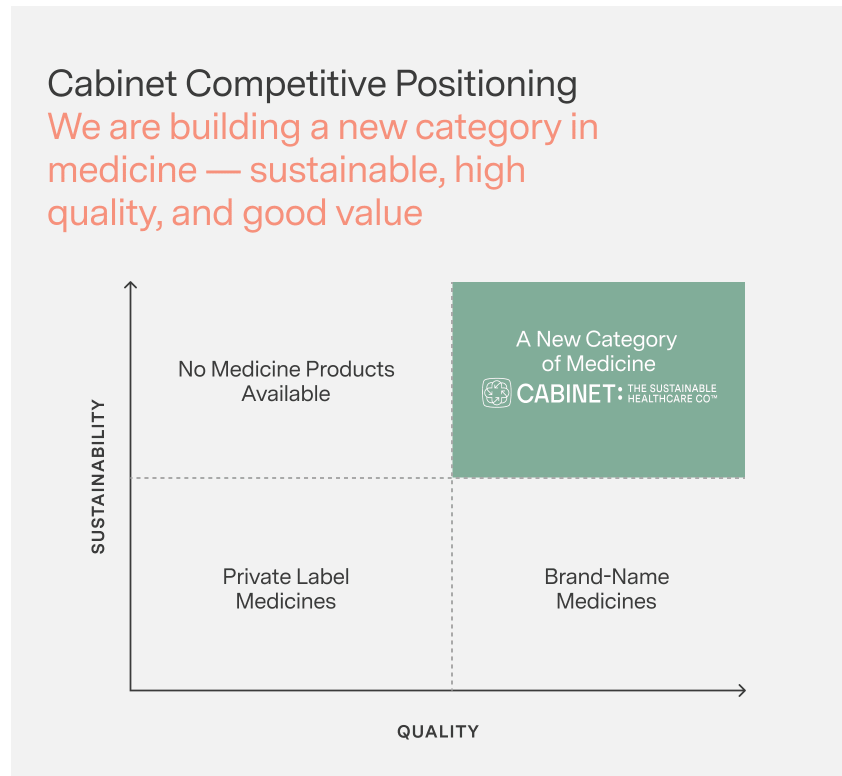 Cabinet Competitive Positioning
We are building a new category in
medicine — sustainable, high
quality, and good value
No Medicine Products
Available
A New Category
of Medicine
CABINET: THE SUSTAINABLE
HEALTHCARE CO™
SUSTAINABILITY
Private Label
Medicines
Brand-Name
Medicines
QUALITY